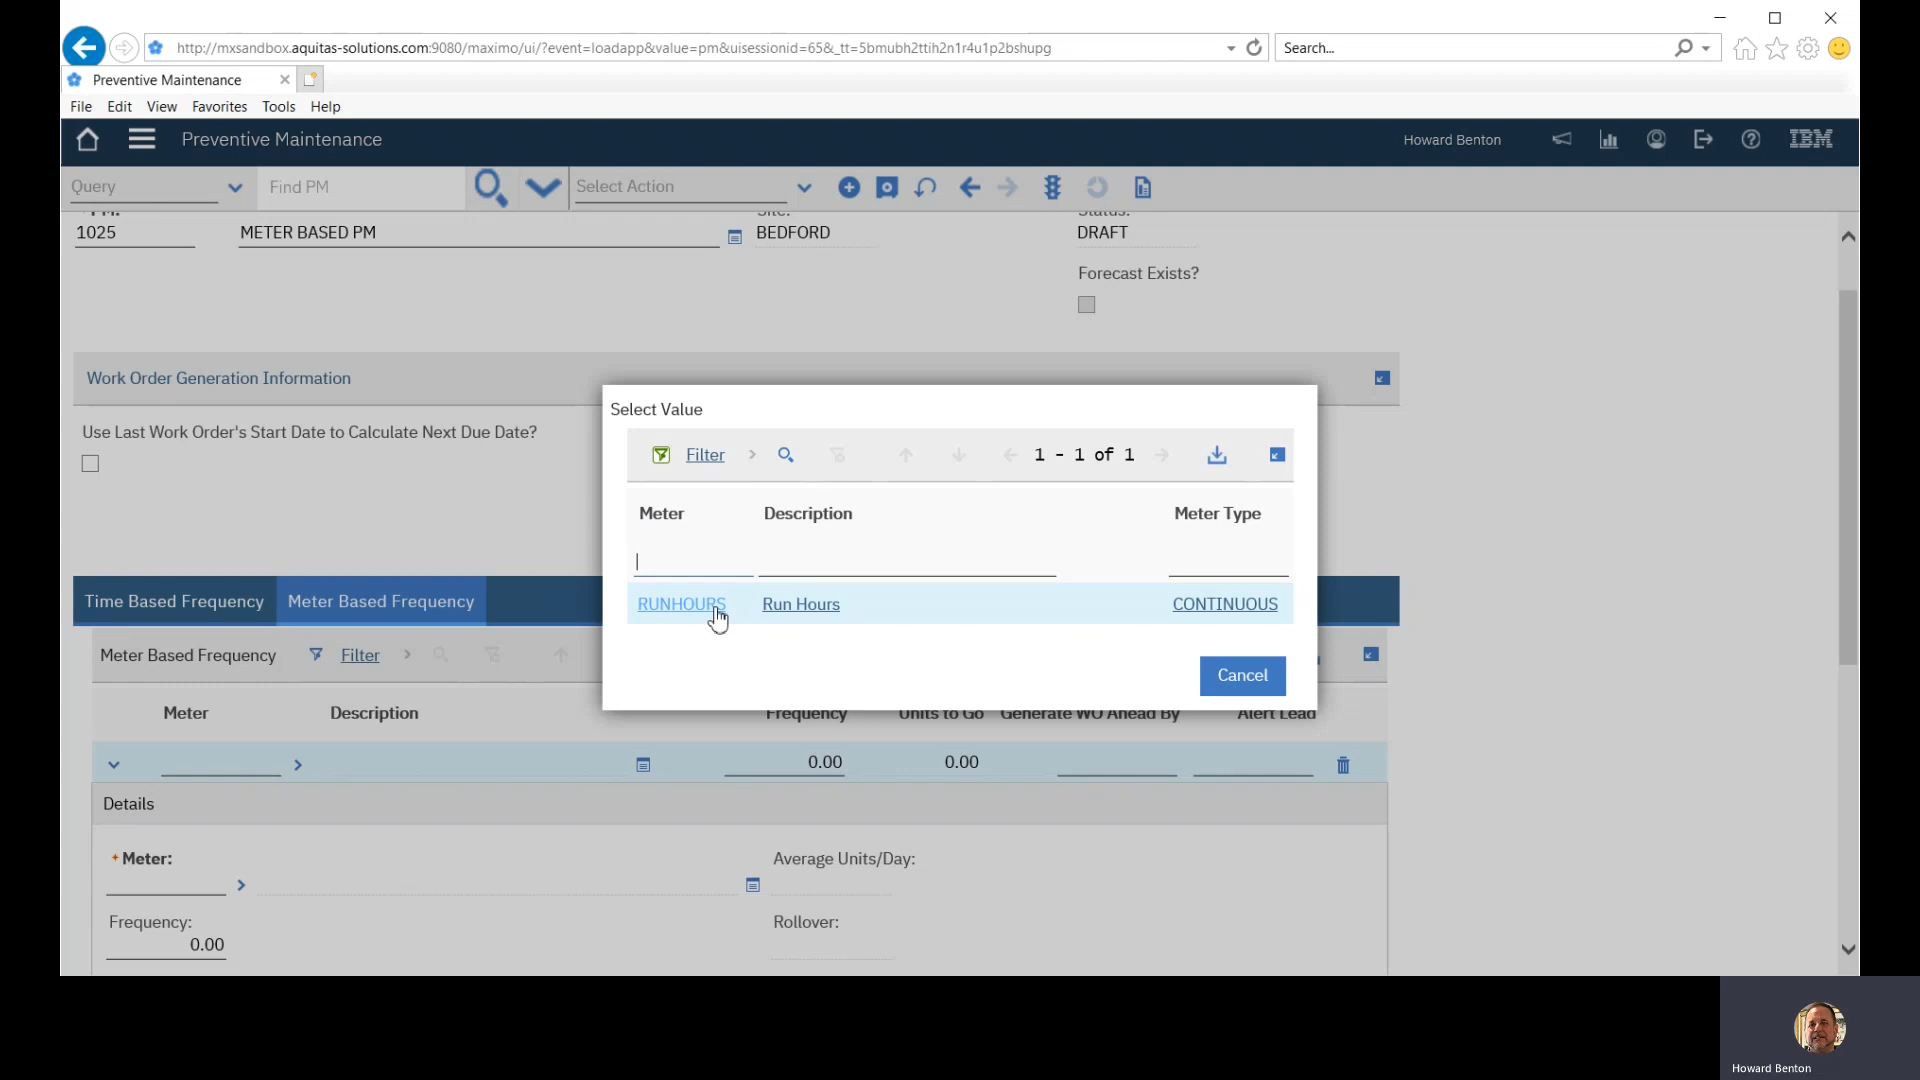 http://mxsandbox.aquitas-solutions.com:9080/maximo/ui/?event=loadapp&value=pm&uisessionid=65&_tt=5bmubh2ttih2n1r4u1p2bshupg
Search...
Preventive Maintenance
File Edit View Favorites Tools Help
Preventive Maintenance
Howard Benton
IBM
Query
Find PM
Select Action
* PM:
Site:
Status:
1025
METER BASED PM
BEDFORD
DRAFT
Forecast Exists?
Work Order Generation Information
Use Last Work Order's Start Date to Calculate Next Due Date?
Select Value
Filter
1 - 1 of 1
Meter Description Meter Type
RUNHOURS Run Hours CONTINUOUS
Cancel
Time Based Frequency Meter Based Frequency
Meter Based Frequency Filter
Meter Description Frequency Units to Go Generate WO Ahead By Alert Lead
0.00 0.00
Details
* Meter:
Average Units/Day:
Frequency:
0.00
Rollover:
Howard Benton